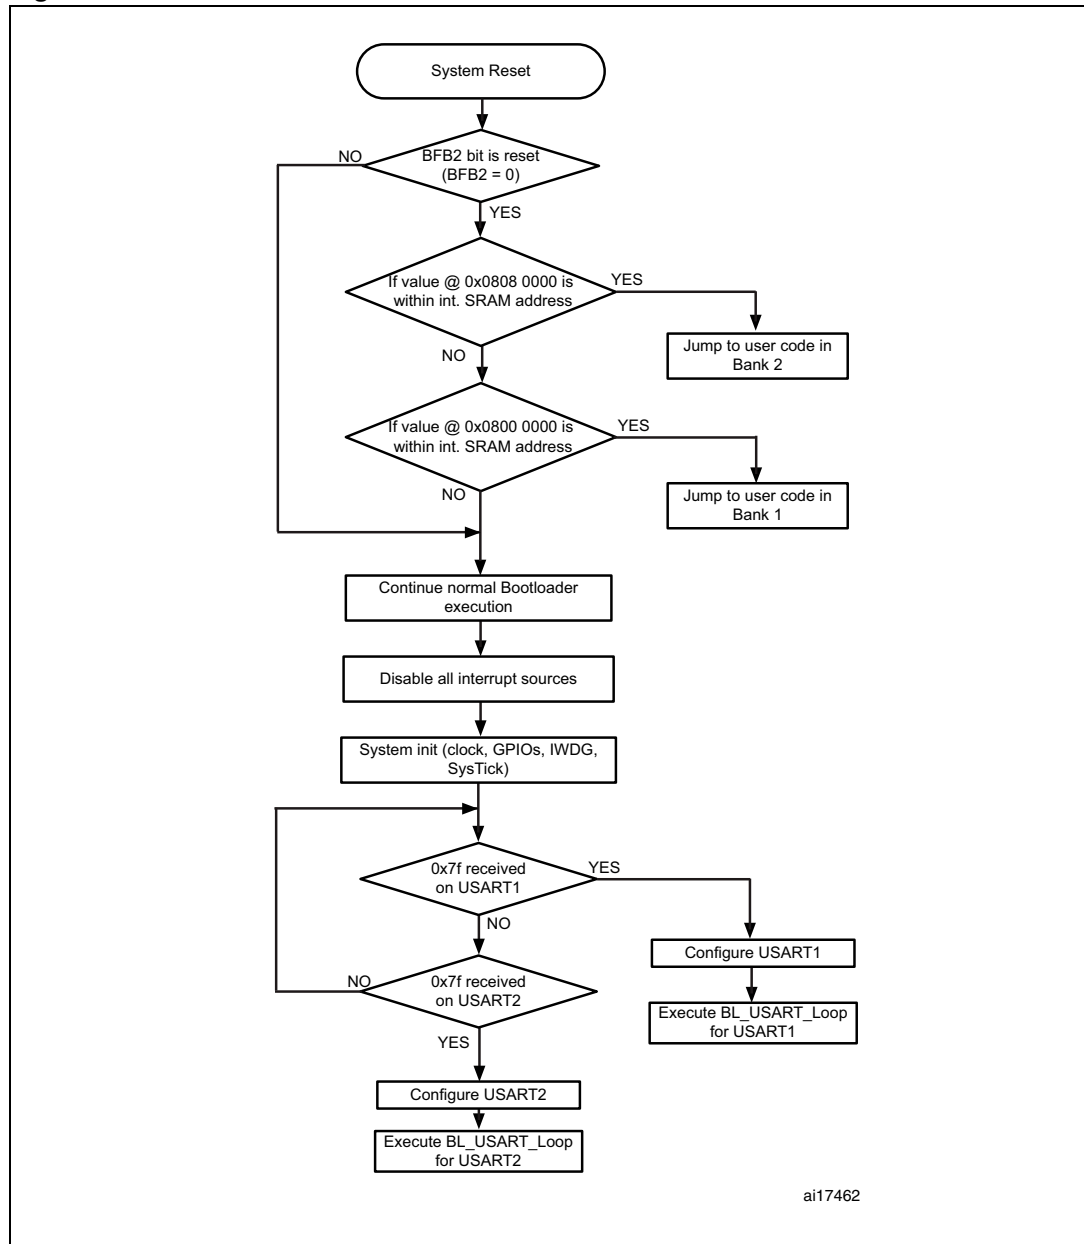 System Reset
NO
BFB2 bit is reset
(BFB2 = 0)
YES
If value @ 0x0808 0000 is
within int. SRAM address
YES
Jump to user code in
Bank 2
NO
If value @ 0x0800 0000 is
within int. SRAM address
YES
Jump to user code in
Bank 1
NO
Continue normal Bootloader
execution
Disable all interrupt sources
System init (clock, GPIOs, IWDG,
SysTick)
0x7f received
on USART1
YES
NO
Configure USART1
NO
0x7f received
on USART2
Execute BL_USART_Loop
for USART1
YES
Configure USART2
Execute BL_USART_Loop
for USART2
ai17462